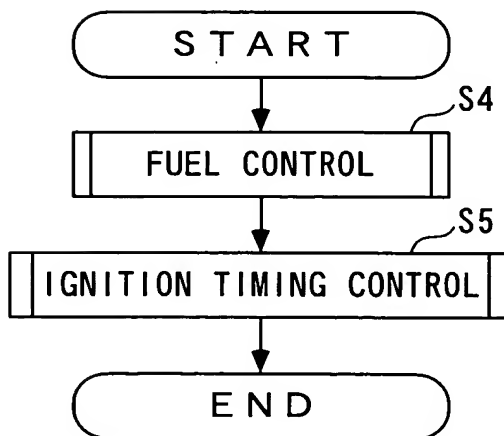 START
S4
FUEL CONTROL
S5
IGNITION TIMING CONTROL
END